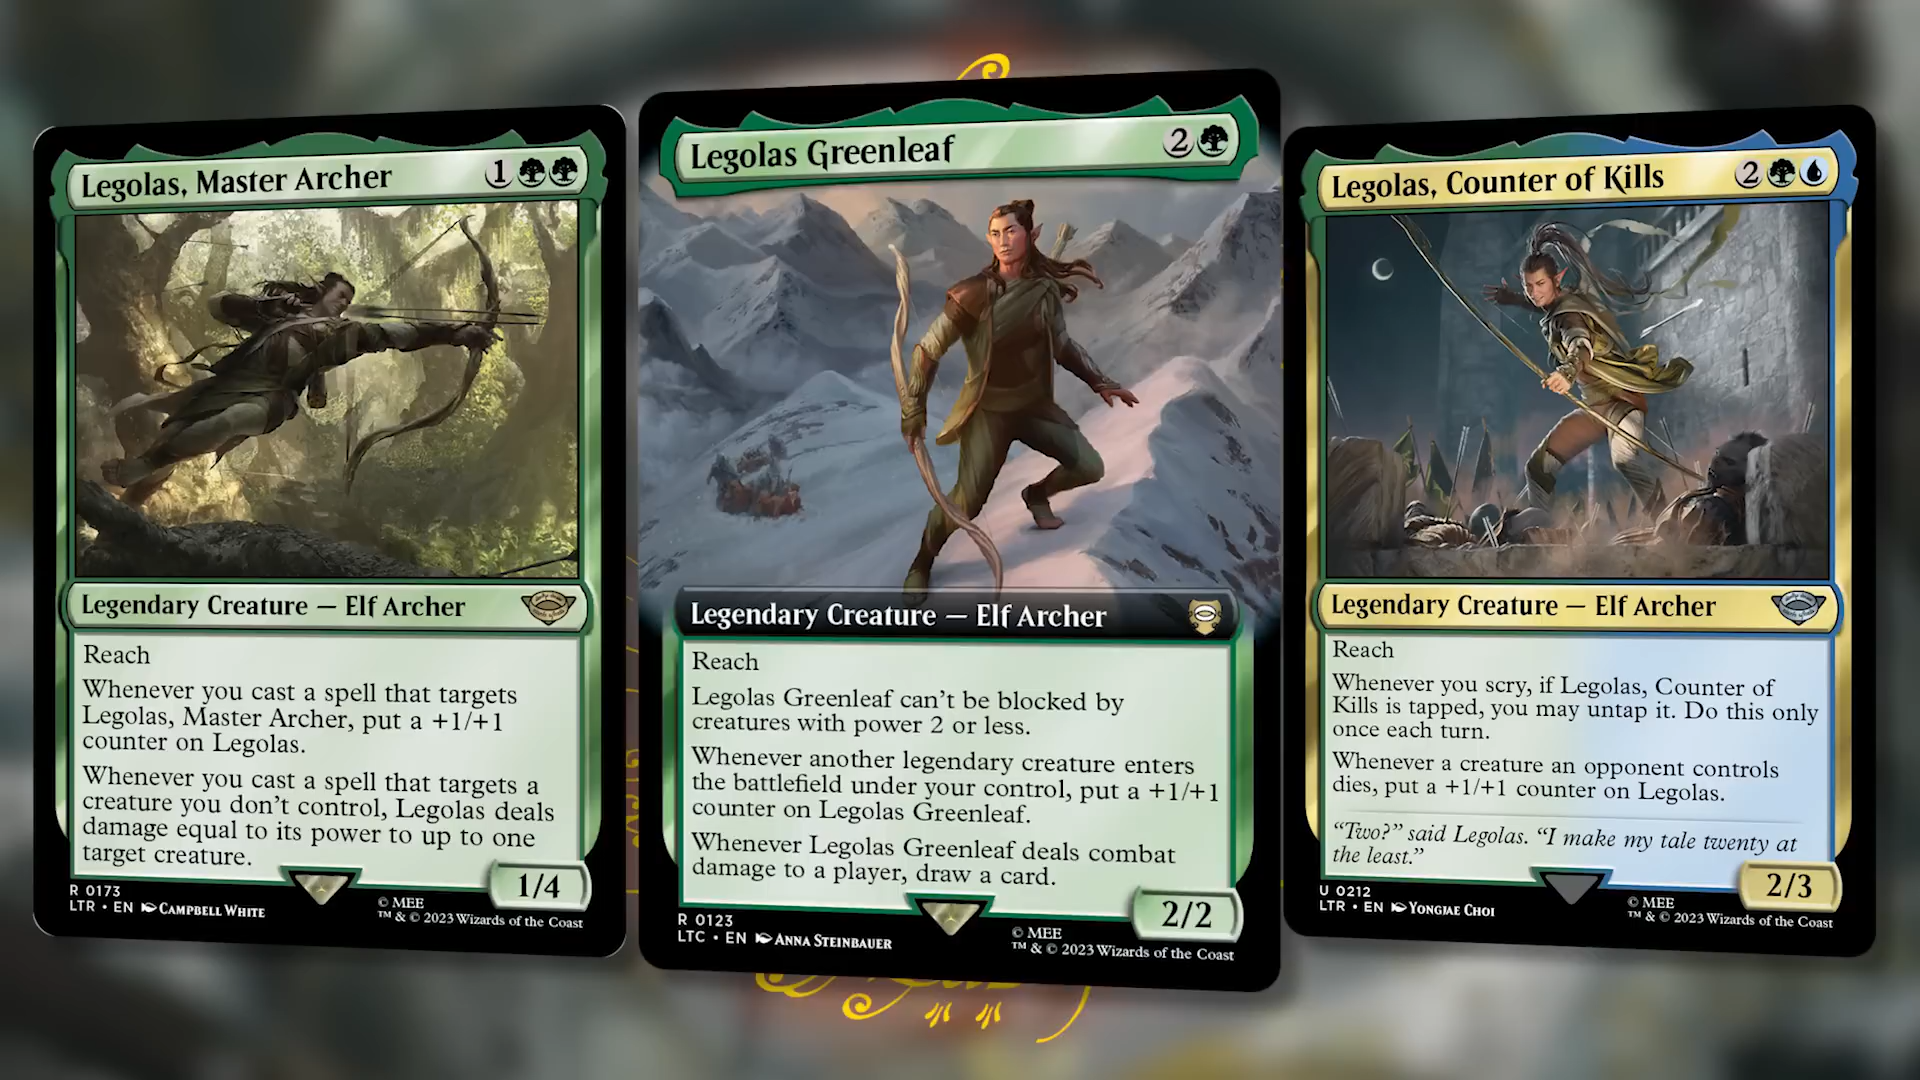 Legolas, Master Archer
1
Legendary Creature — Elf Archer
Reach
Whenever you cast a spell that targets
Legolas, Master Archer, put a +1/+1
counter on Legolas.
Whenever you cast a spell that targets a
creature you don't control, Legolas deals
damage equal to its power to up to one
target creature.
1/4
R 0173
LTR • EN CAMPBELL WHITE
© MEE
™ & © 2023 Wizards of the Coast
Legolas Greenleaf
2
Legendary Creature — Elf Archer
Reach
Legolas Greenleaf can't be blocked by
creatures with power 2 or less.
Whenever another legendary creature enters
the battlefield under your control, put a +1/+1
counter on Legolas Greenleaf.
Whenever Legolas Greenleaf deals combat
damage to a player, draw a card.
2/2
R 0123
LTC • EN ANNA STEINBAUER
© MEE
™ & © 2023 Wizards of the Coast
Legolas, Counter of Kills
2
Legendary Creature — Elf Archer
Reach
Whenever you scry, if Legolas, Counter of
Kills is tapped, you may untap it. Do this only
once each turn.
Whenever a creature an opponent controls
dies, put a +1/+1 counter on Legolas.
"Two?" said Legolas. "I make my tale twenty at
the least."
2/3
U 0212
LTR • EN YONGJAE CHOI
© MEE
™ & © 2023 Wizards of the Coast